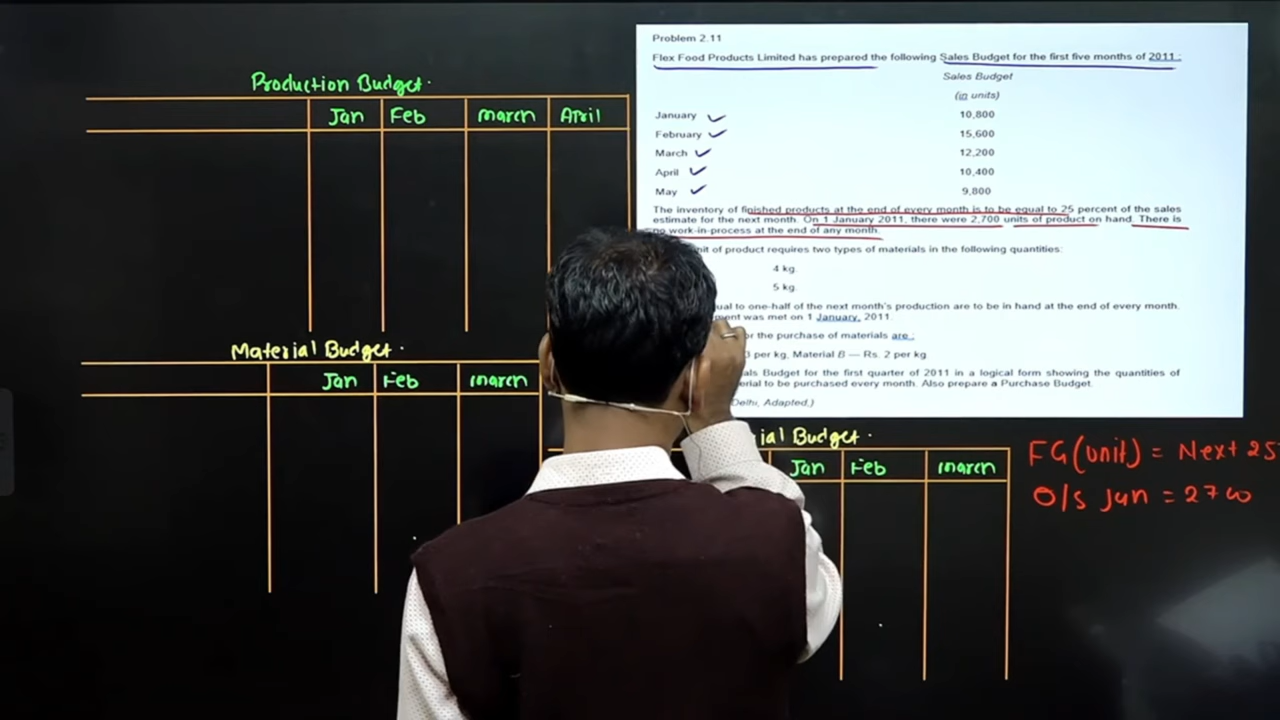 Problem 2.11
Flex Food Products Limited has prepared the following Sales Budget for the first five months of 2011 :
Sales Budget
(in units)
January 10,800
February 15,600
March 12,200
April 10,400
May 9,800
The inventory of finished products at the end of every month is to be equal to 25 percent of the sales
estimate for the next month. On 1 January 2011, there were 2,700 units of product on hand. There is
no work-in-process at the end of any month.
unit of product requires two types of materials in the following quantities:
4 kg.
5 kg.
to one-half of the next month's production are to be in hand at the end of every month.
was met on 1 January, 2011.
the purchase of materials are :
per kg, Material B — Rs. 2 per kg
Budget for the first quarter of 2011 in a logical form showing the quantities of
to be purchased every month. Also prepare a Purchase Budget.
Delhi, Adapted.)
Production Budget.
Jan Feb march April
Material Budget.
Jan Feb march
Budget.
Jan Feb march
FG(unit) = Next 25
O/s Jan = 2700